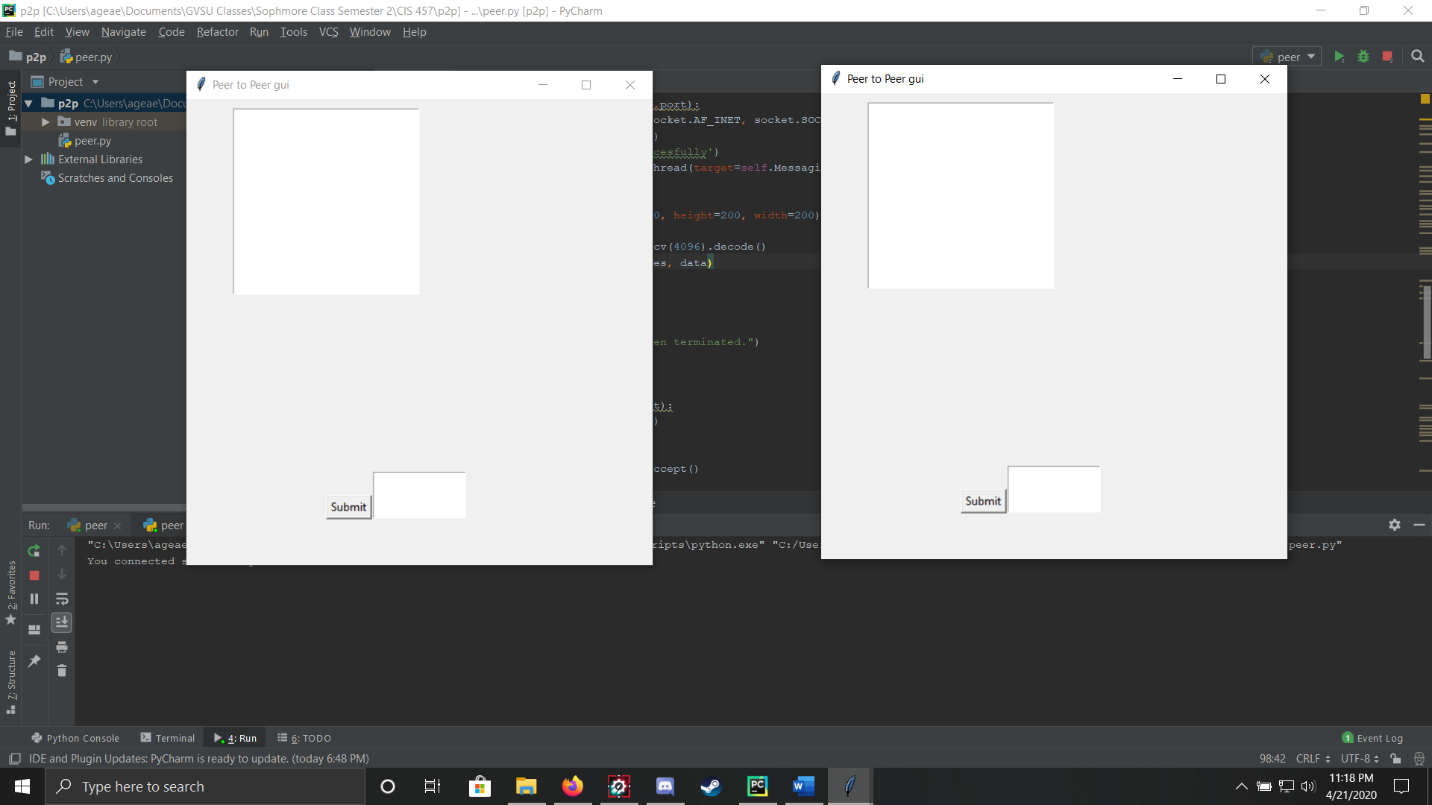 p2p [C:\Users\ageae\Documents\GVSU Classes\Sophmore Class Semester 2\CIS 457\p2p] - ...\peer.py [p2p] - PyCharm
File Edit View Navigate Code Refactor Run Tools VCS Window Help
p2p peer.py
peer
1: Project
Project
p2p C:\Users\ageae\Docu
venv library root
peer.py
External Libraries
Scratches and Consoles
Peer to Peer gui
Submit
Peer to Peer gui
Submit
,port):
ocket.AF_INET, socket.SOC
)
cesfully')
hread(target=self.Messagi
0, height=200, width=200)
cv(4096).decode()
es, data)
en terminated.")
t):
)
ccept()
Run: peer peer
"C:\Users\ageae ripts\python.exe" "C:/User peer.py"
You connected s
2: Favorites
7: Structure
Python Console Terminal 4: Run 6: TODO
1 Event Log
IDE and Plugin Updates: PyCharm is ready to update. (today 6:48 PM)
98:42 CRLF UTF-8
Type here to search
11:18 PM
4/21/2020